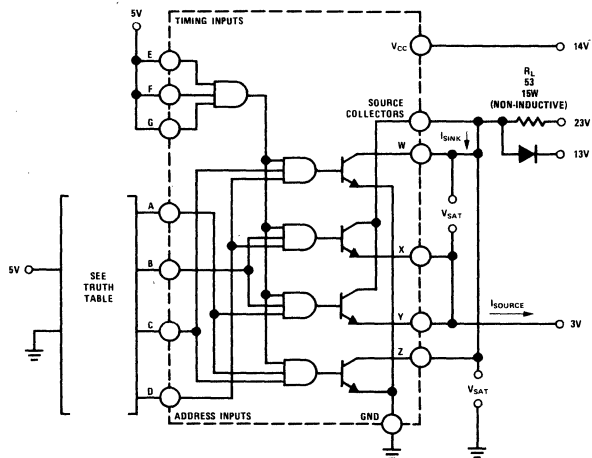 5V
TIMING INPUTS
E
F
G
VCC
14V
RL
53
15W
(NON-INDUCTIVE)
SOURCE
COLLECTORS
23V
ISINK
13V
W
A
VSAT
B
X
5V
SEE
TRUTH
TABLE
C
Y
ISOURCE
3V
Z
D
VSAT
ADDRESS INPUTS
GND